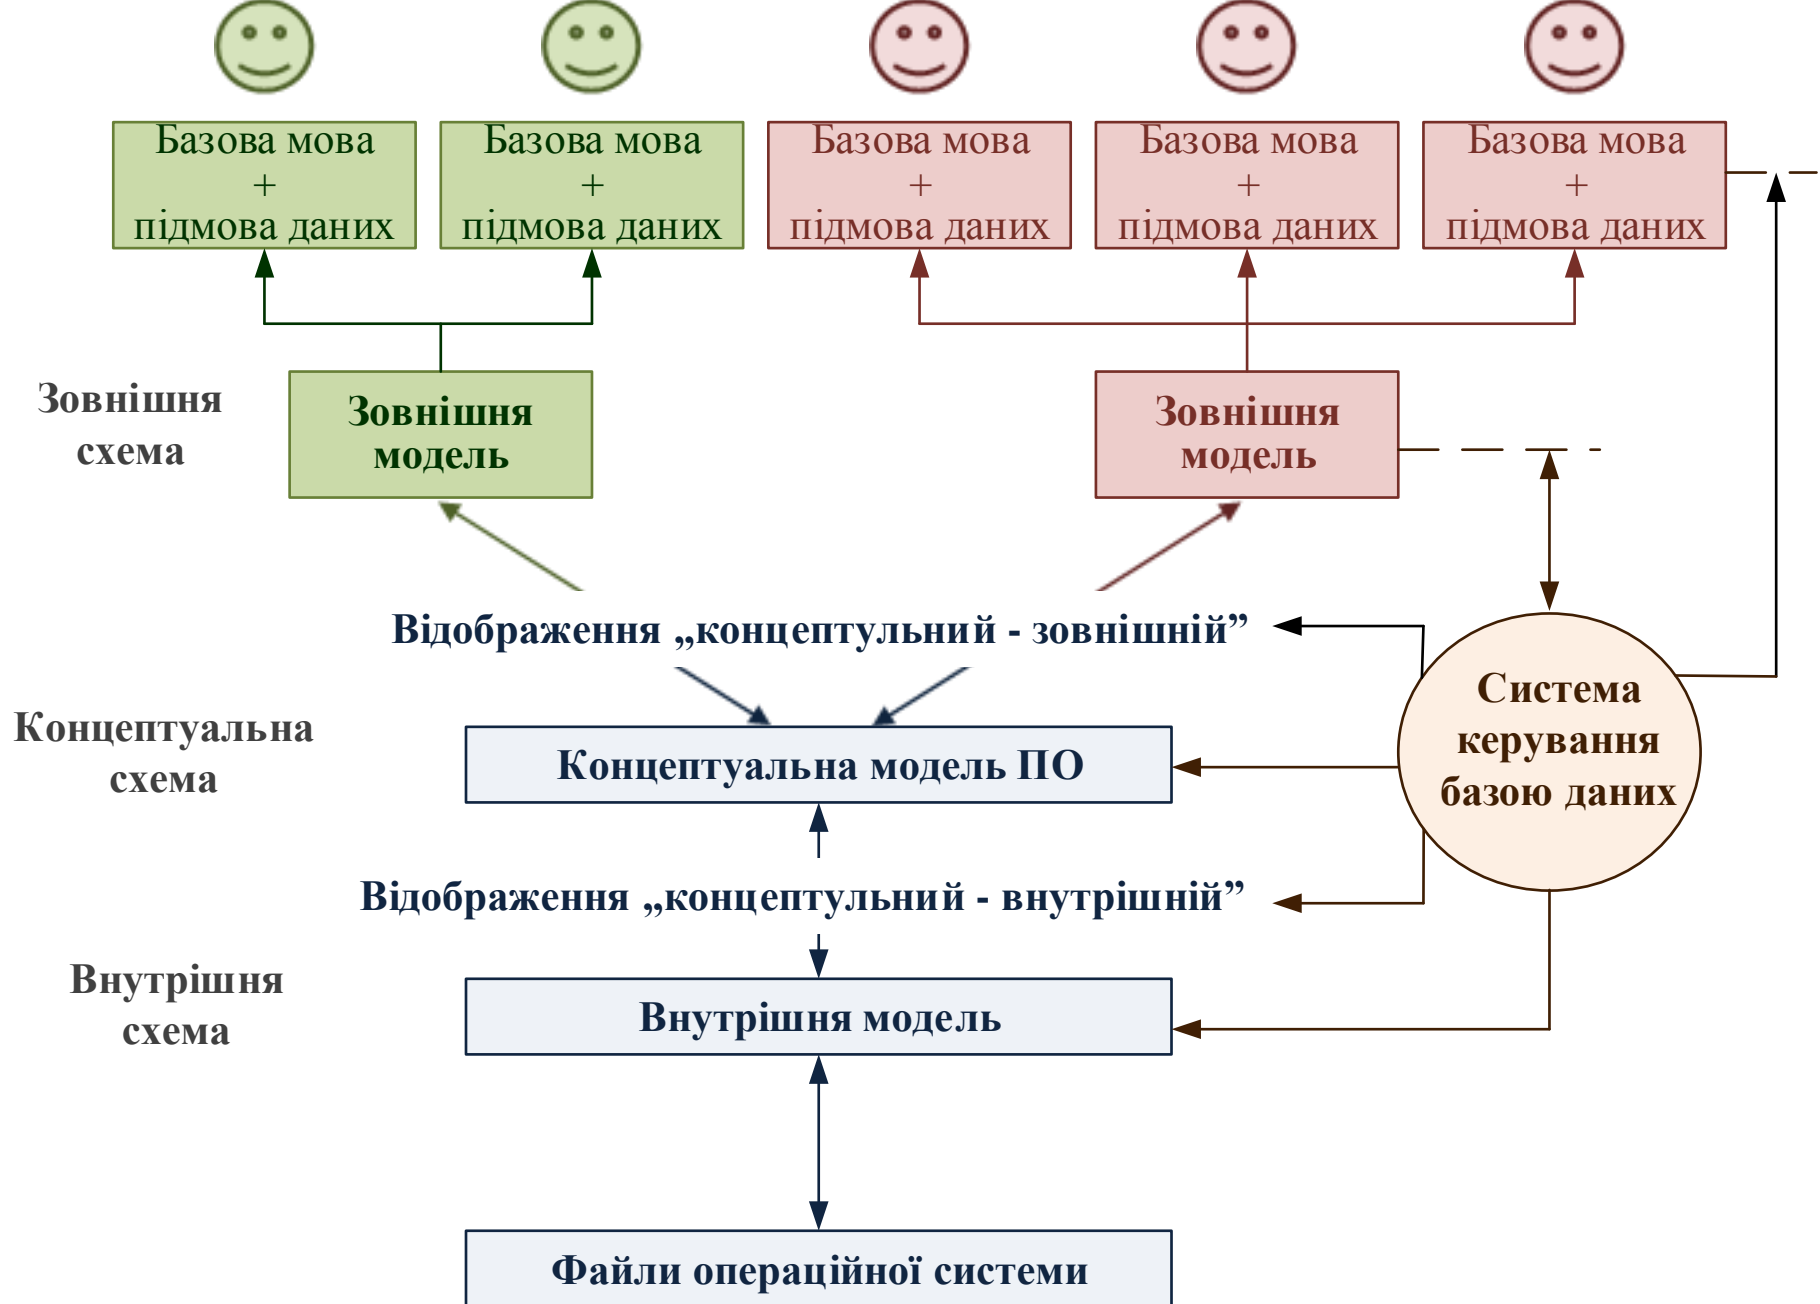 Базова мова
+
підмова даних
Базова мова
+
підмова даних
Базова мова
+
підмова даних
Базова мова
+
підмова даних
Базова мова
+
підмова даних
Зовнішня
схема
Зовнішня
модель
Зовнішня
модель
Відображення „концептульний - зовнішній”
Система
керування
базою даних
Концептуальна
схема
Концептуальна модель ПО
Відображення „концептульний - внутрішній”
Внутрішня
схема
Внутрішня модель
Файли операційної системи